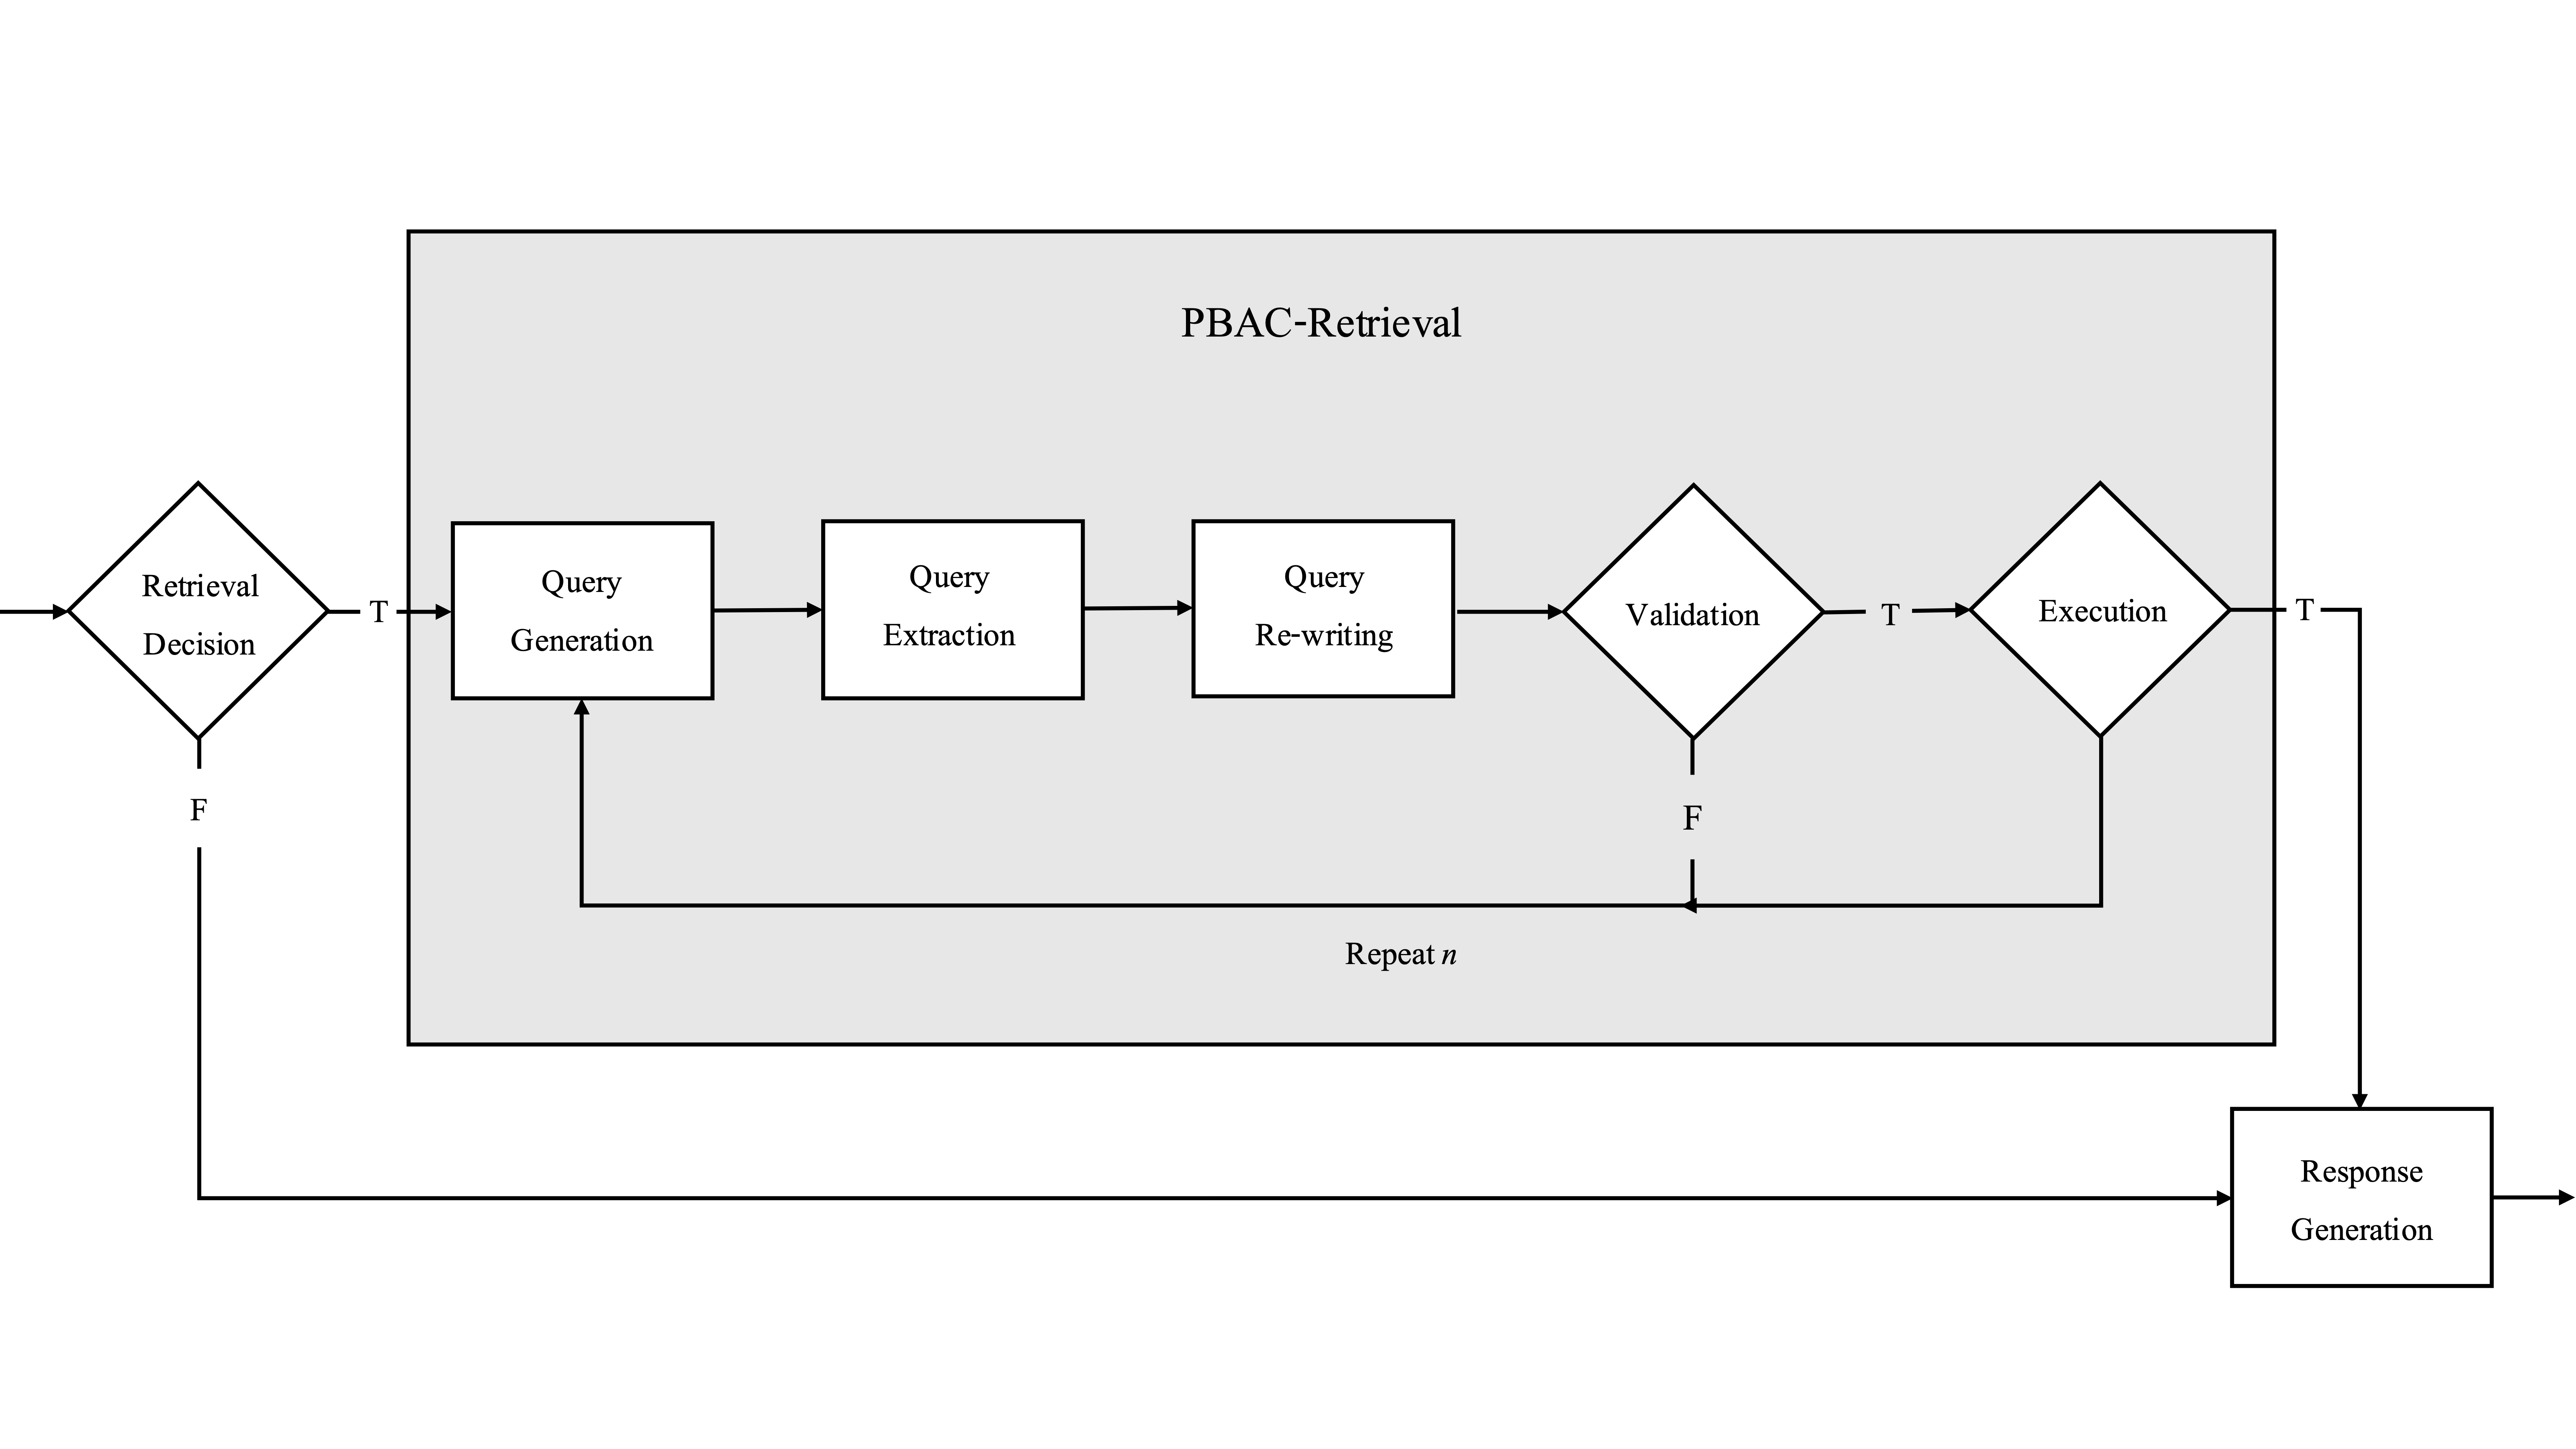 PBAC-Retrieval
Retrieval
Decision
T
F
Query
Generation
Query
Extraction
Query
Re-writing
Validation
T
F
Execution
T
Repeat n
Response
Generation